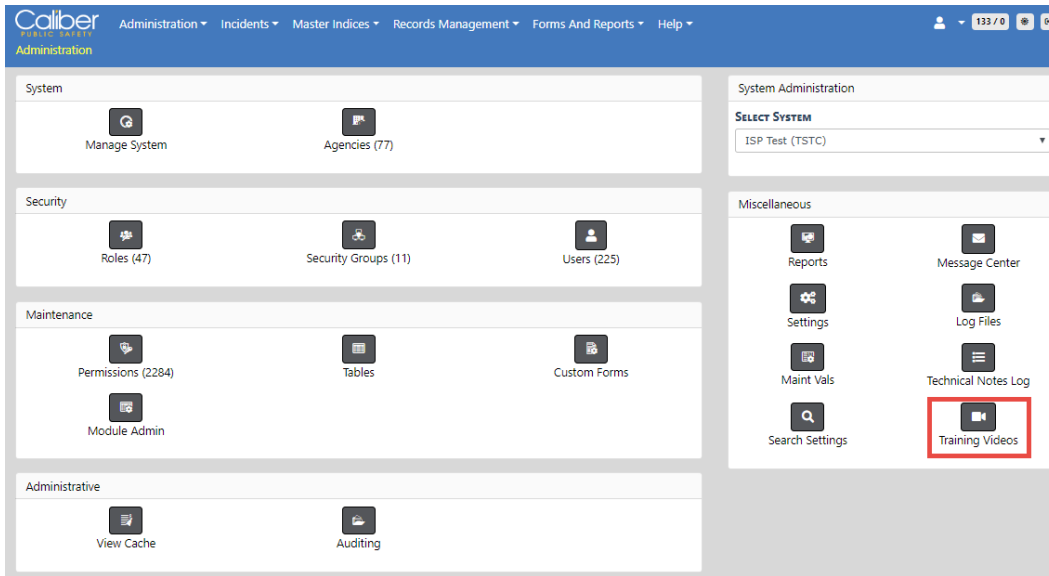 Caliber
PUBLIC SAFETY
Administration Incidents Master Indices Records Management Forms And Reports Help
133 / 0
Administration
System
Manage System
Agencies (77)
Security
Roles (47)
Security Groups (11)
Users (225)
Maintenance
Permissions (2284)
Tables
Custom Forms
Module Admin
Administrative
View Cache
Auditing
System Administration
SELECT SYSTEM
ISP Test (TSTC)
Miscellaneous
Reports
Message Center
Settings
Log Files
Maint Vals
Technical Notes Log
Search Settings
Training Videos